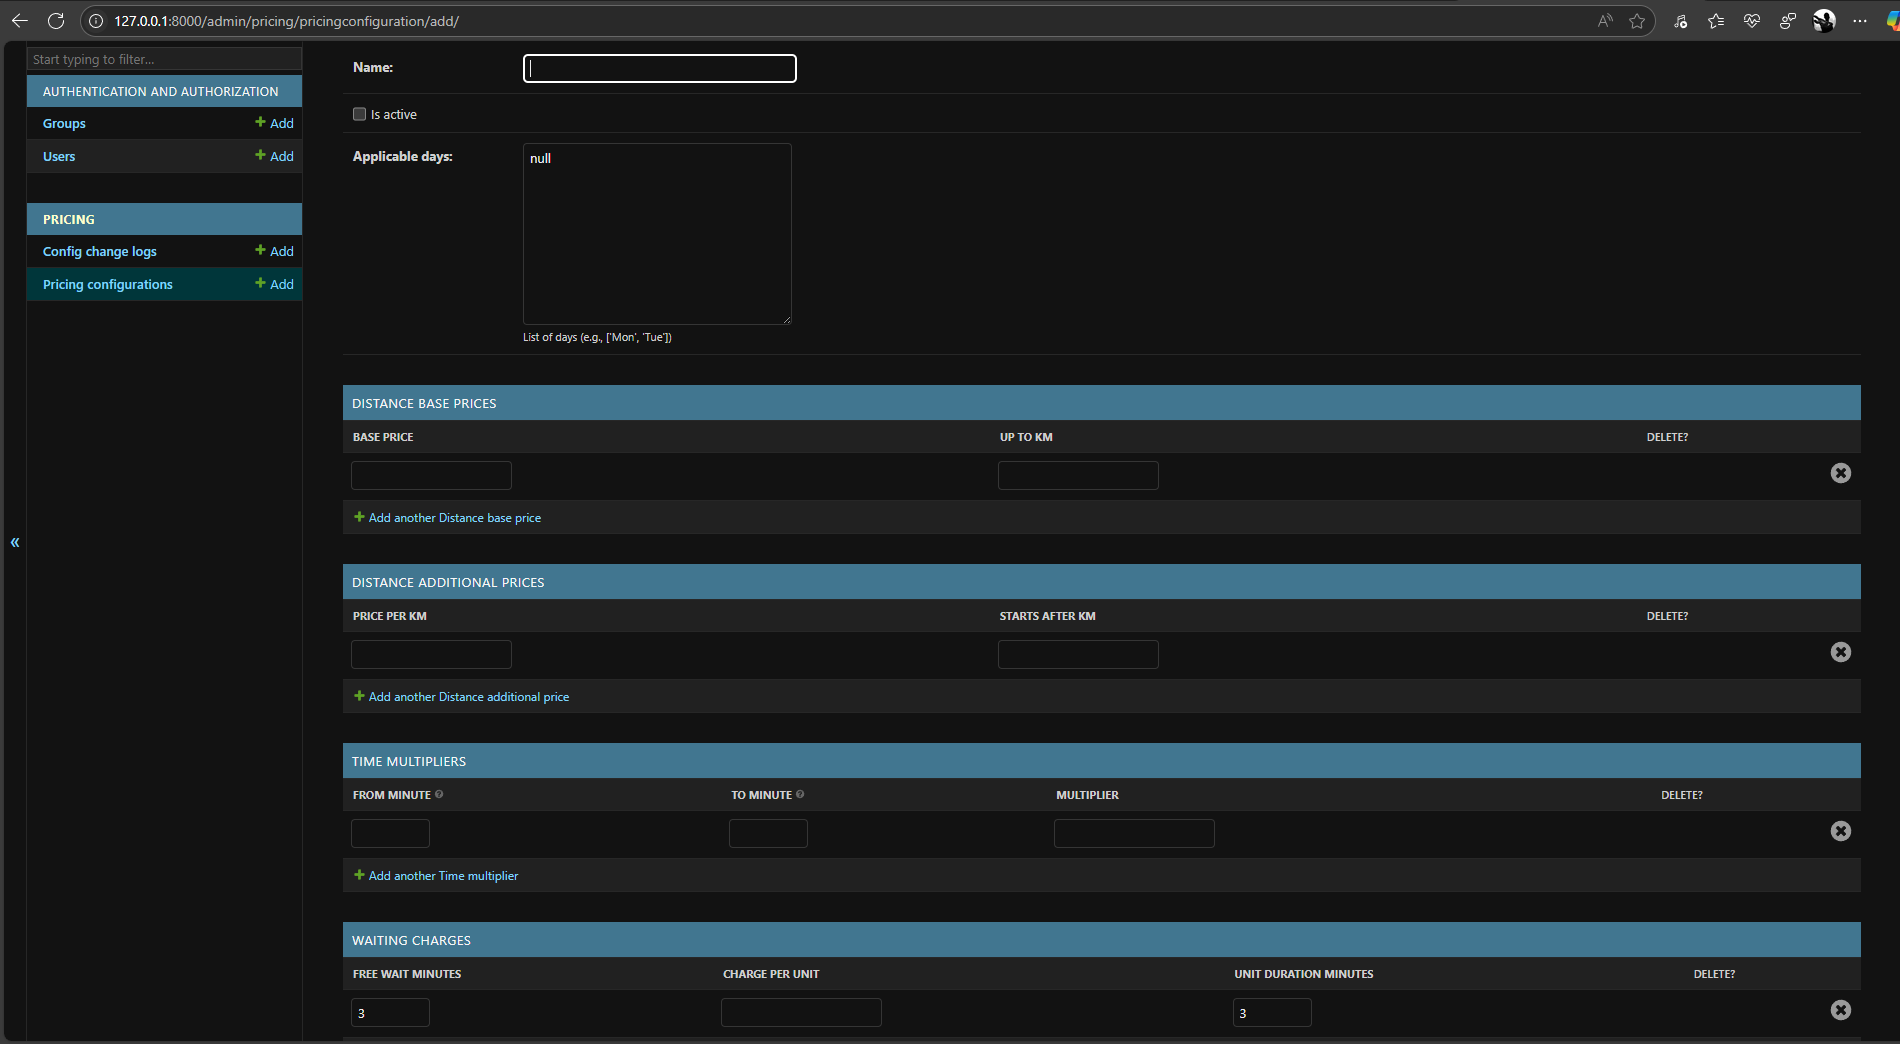 127.0.0.1:8000/admin/pricing/pricingconfiguration/add/
Start typing to filter...
AUTHENTICATION AND AUTHORIZATION
Groups
Add
Users
Add
PRICING
Config change logs
Add
Pricing configurations
Add
«
Name:
Is active
Applicable days:
null
List of days (e.g., ['Mon', 'Tue'])
DISTANCE BASE PRICES
BASE PRICE UP TO KM DELETE?
Add another Distance base price
DISTANCE ADDITIONAL PRICES
PRICE PER KM STARTS AFTER KM DELETE?
Add another Distance additional price
TIME MULTIPLIERS
FROM MINUTE TO MINUTE MULTIPLIER DELETE?
Add another Time multiplier
WAITING CHARGES
FREE WAIT MINUTES CHARGE PER UNIT UNIT DURATION MINUTES DELETE?
3 3